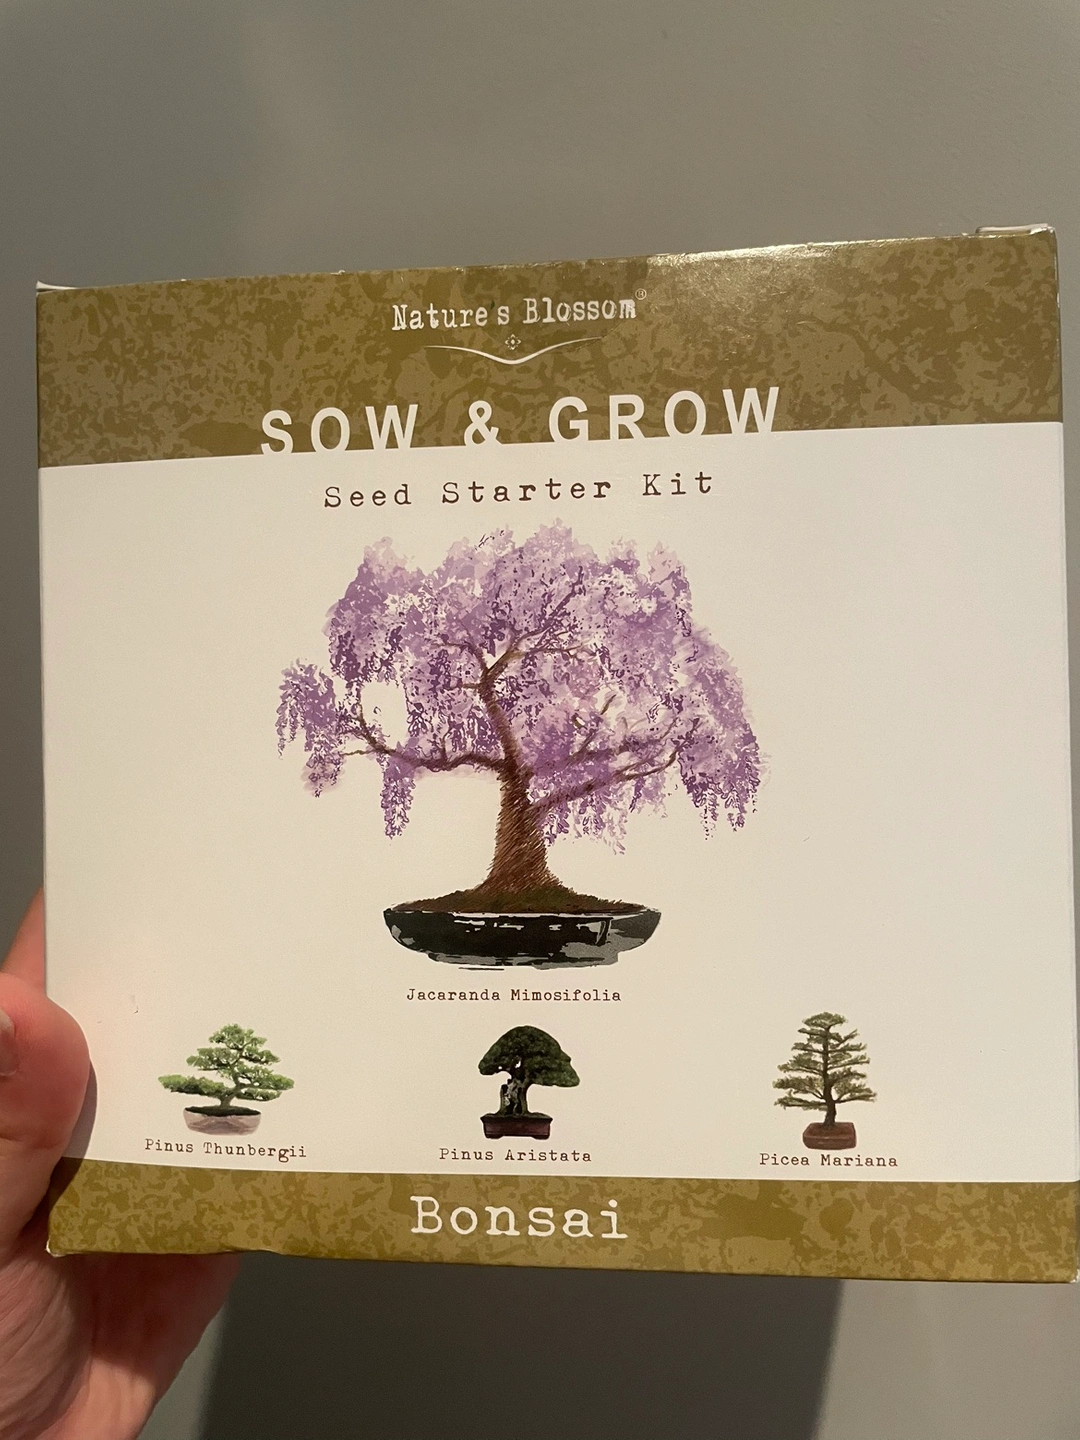 Nature's Blossom®
SOW & GROW
Seed Starter Kit
Jacaranda Mimosifolia
Pinus Thunbergii
Pinus Aristata
Picea Mariana
Bonsai